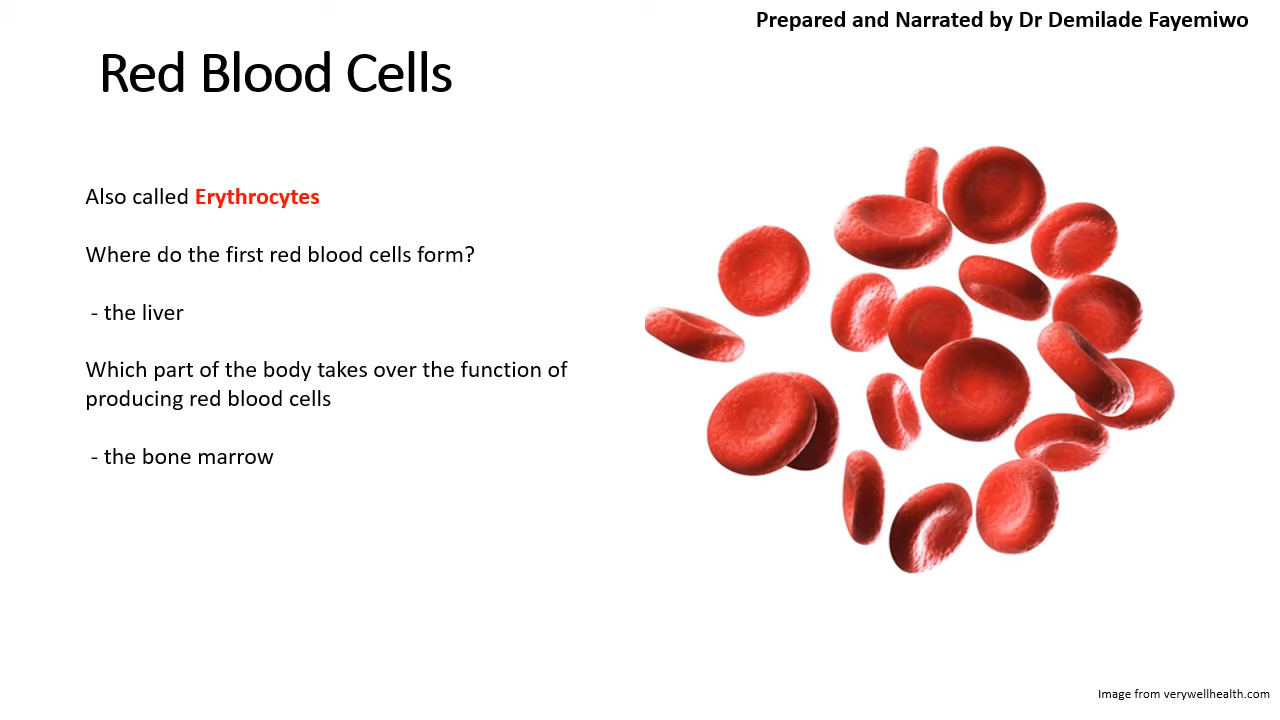 Prepared and Narrated by Dr Demilade Fayemiwo
Red Blood Cells
Also called Erythrocytes
Where do the first red blood cells form?
- the liver
Which part of the body takes over the function of
producing red blood cells
- the bone marrow
Image from verywellhealth.com